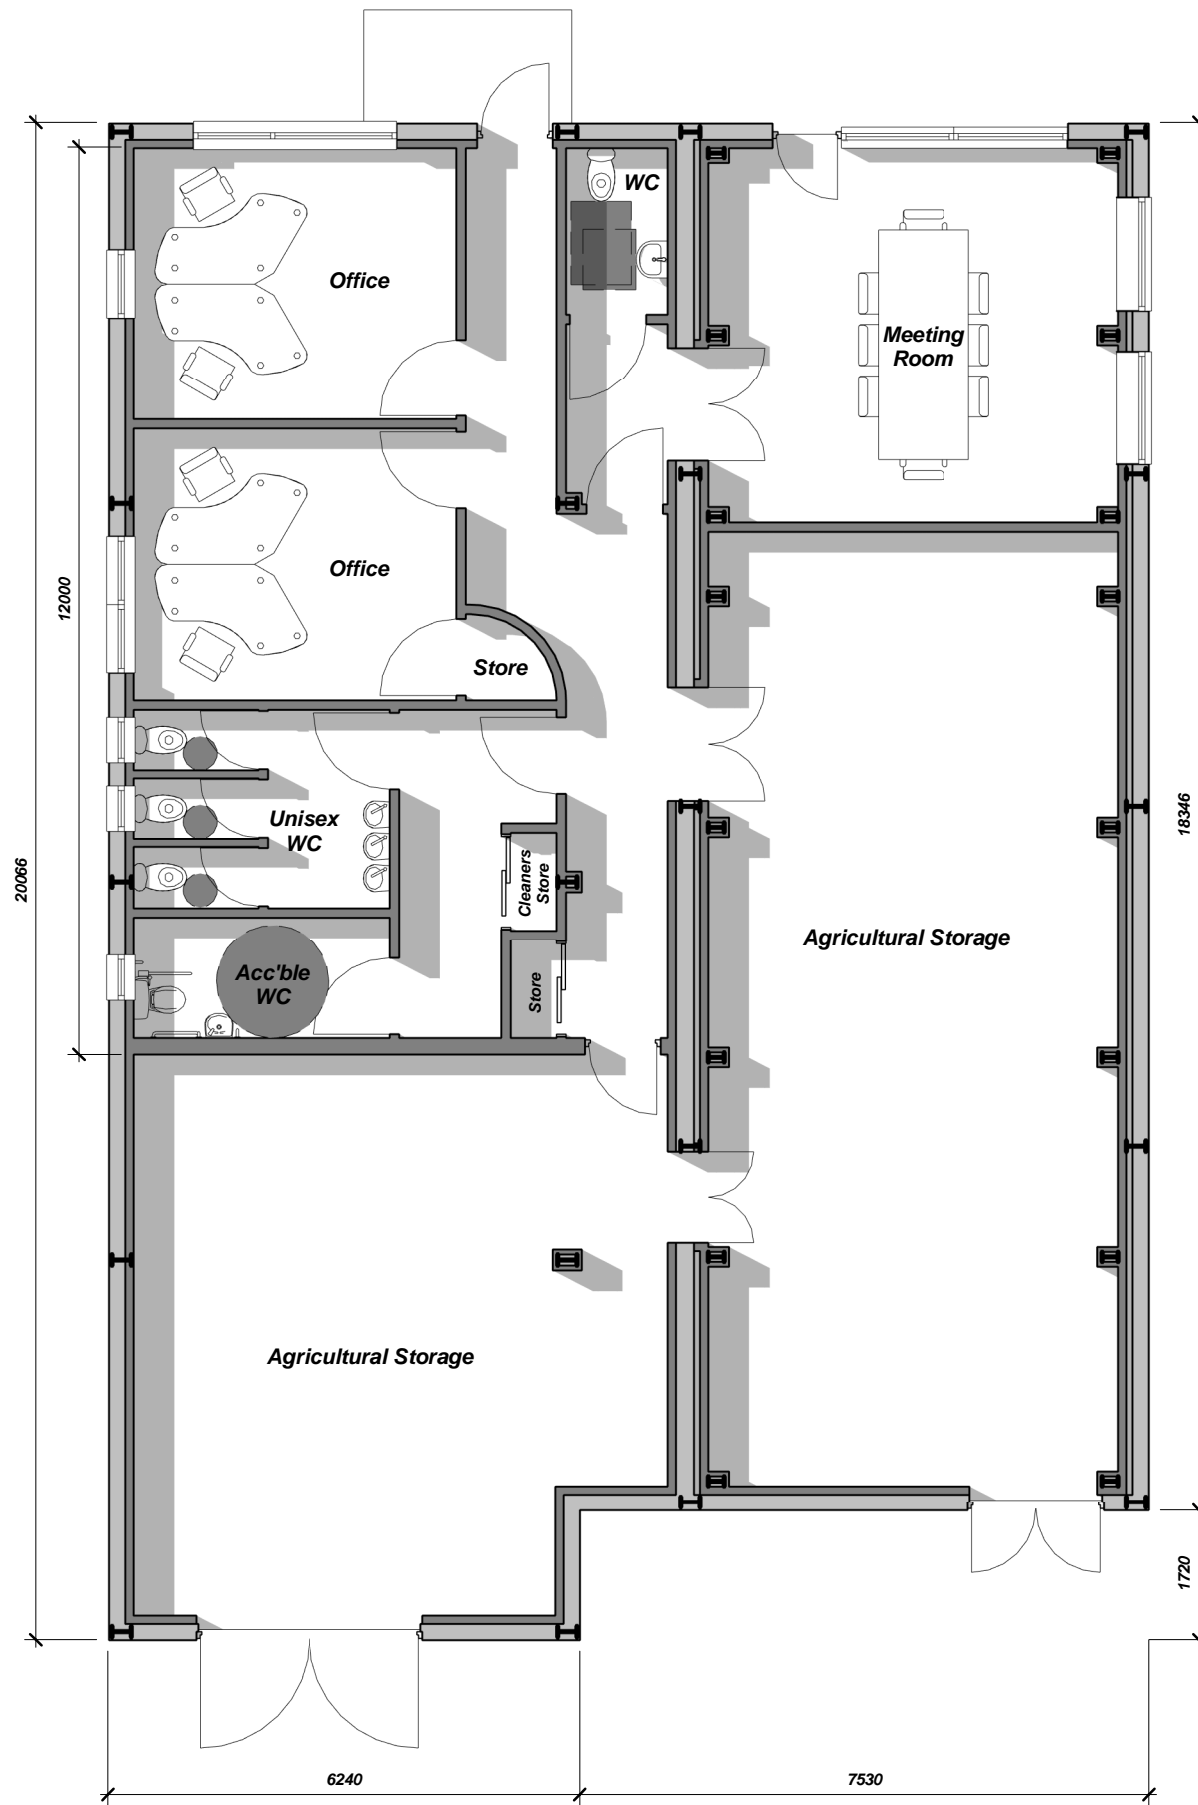 WC
Office
Meeting
Room
12000
Office
Store
18346
Unisex
WC
20066
Cleaners
Store
Agricultural Storage
Acc'ble
WC
Store
Agricultural Storage
1720
6240
7530